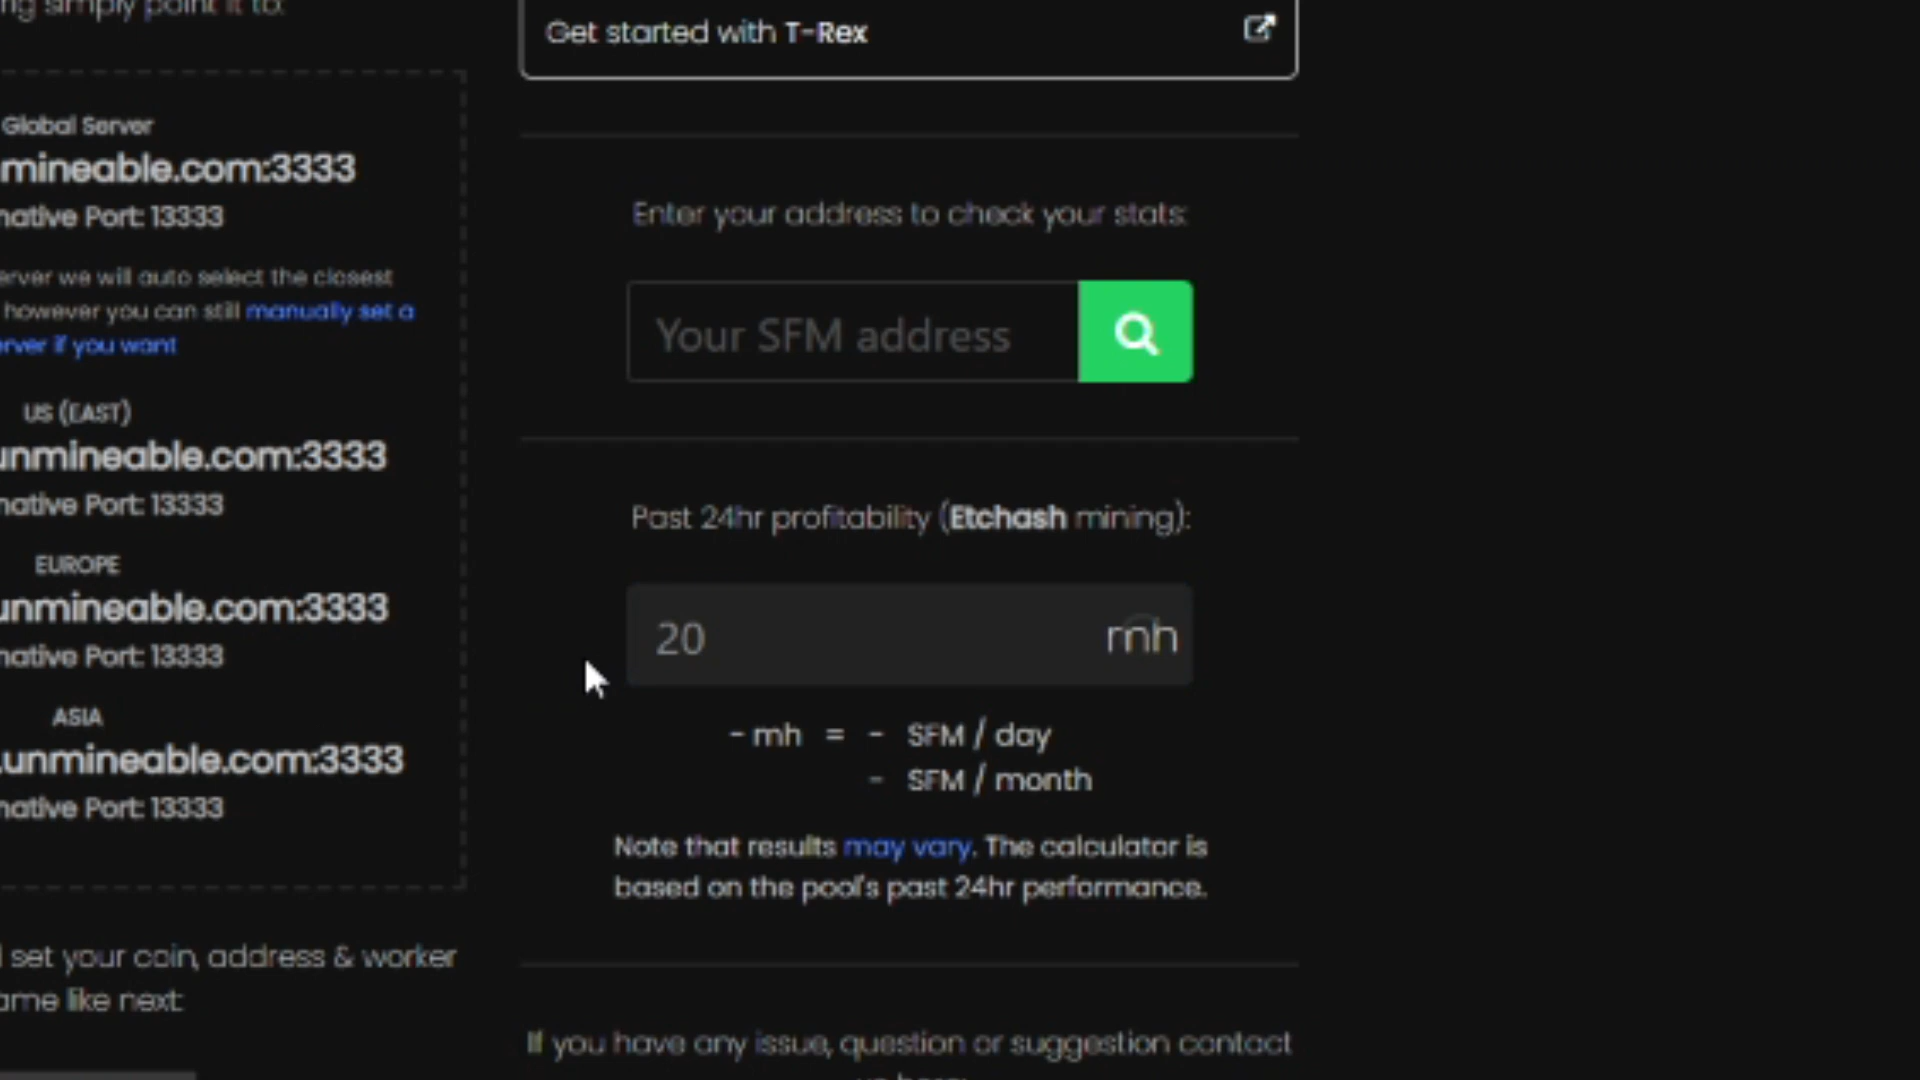 simply point it to:
Global Server
mineable.com:3333
native Port: 13333
erver we will auto select the closest
however you can still manually set a
rver if you want
US (EAST)
unmineable.com:3333
native Port: 13333
EUROPE
unmineable.com:3333
native Port: 13333
ASIA
.unmineable.com:3333
native Port: 13333
set your coin, address & worker
ame like next:
Get started with T-Rex
Enter your address to check your stats:
Your SFM address
Past 24hr profitability (Etchash mining):
20 mh
- mh = - SFM / day
- SFM / month
Note that results may vary. The calculator is
based on the pool's past 24hr performance.
If you have any issue, question or suggestion contact